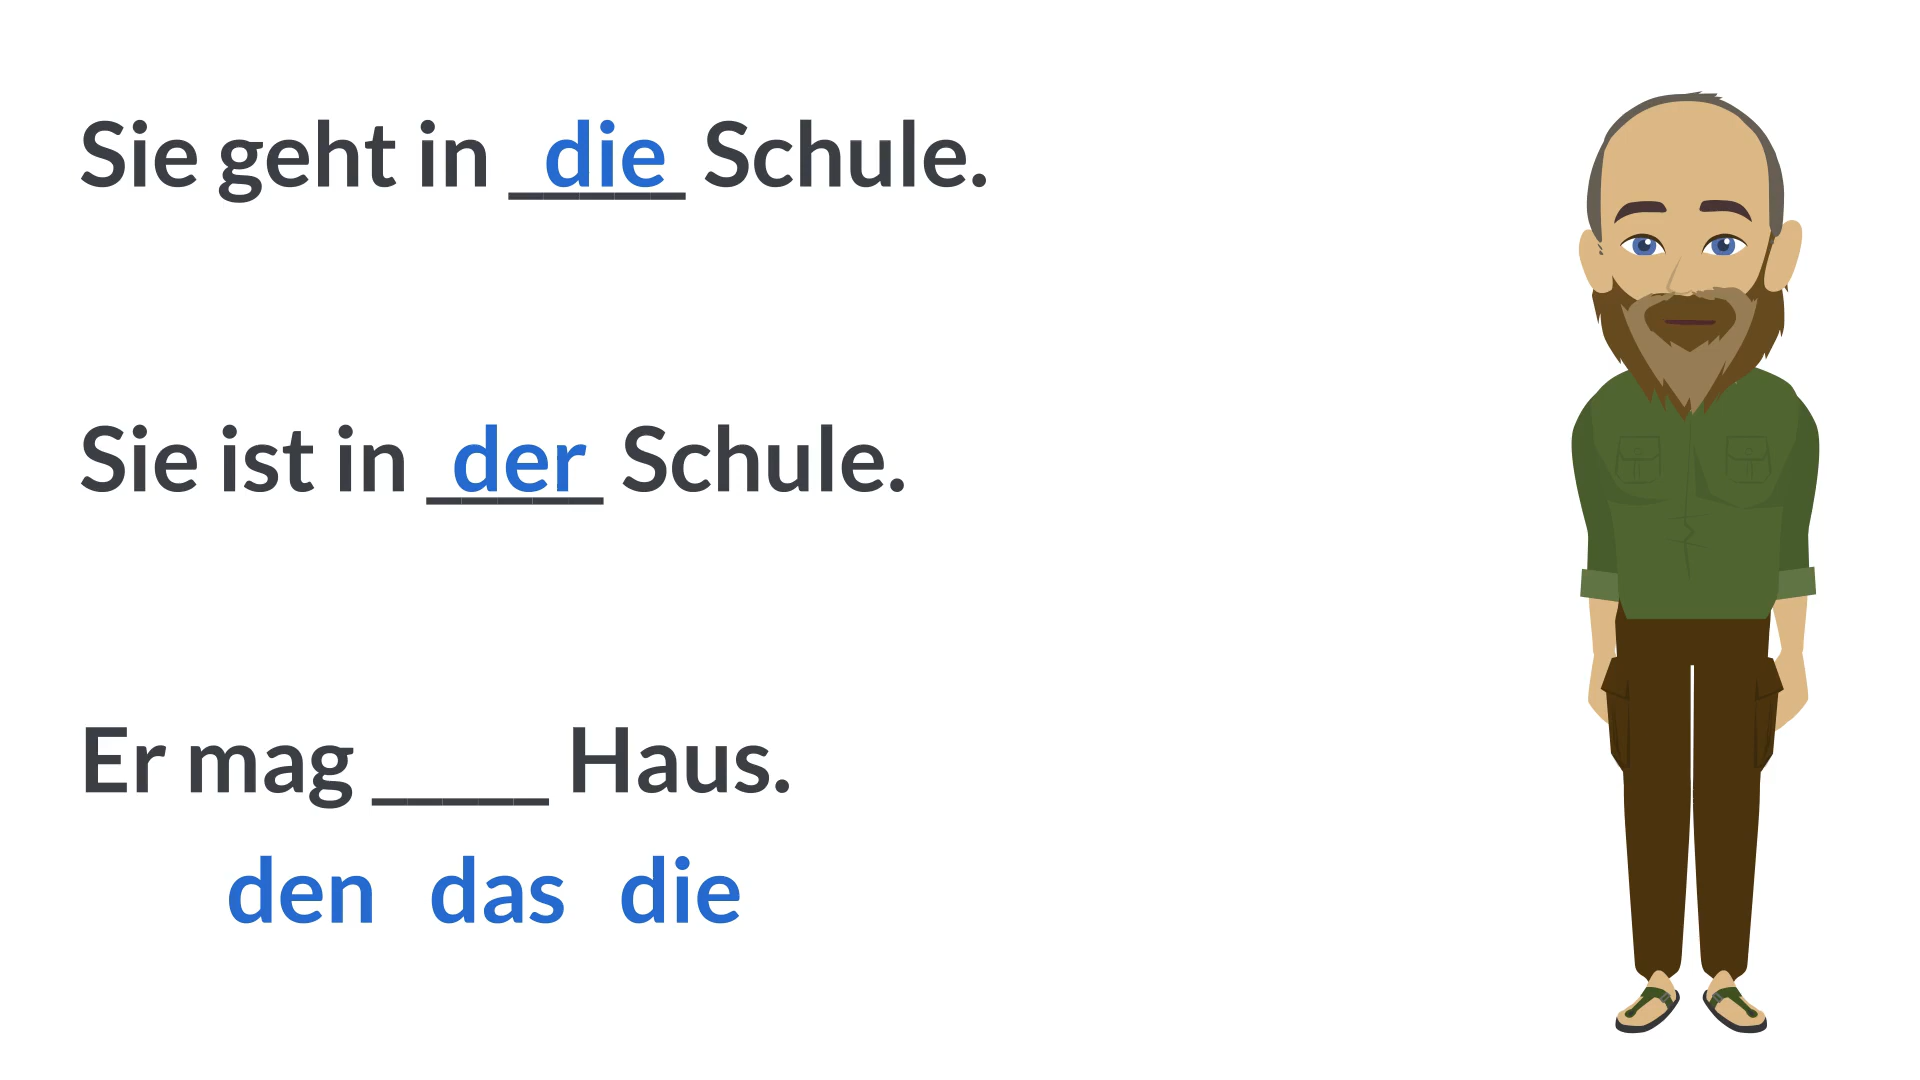 Sie geht in die Schule.
Sie ist in der Schule.
Er mag _____ Haus.
den das die